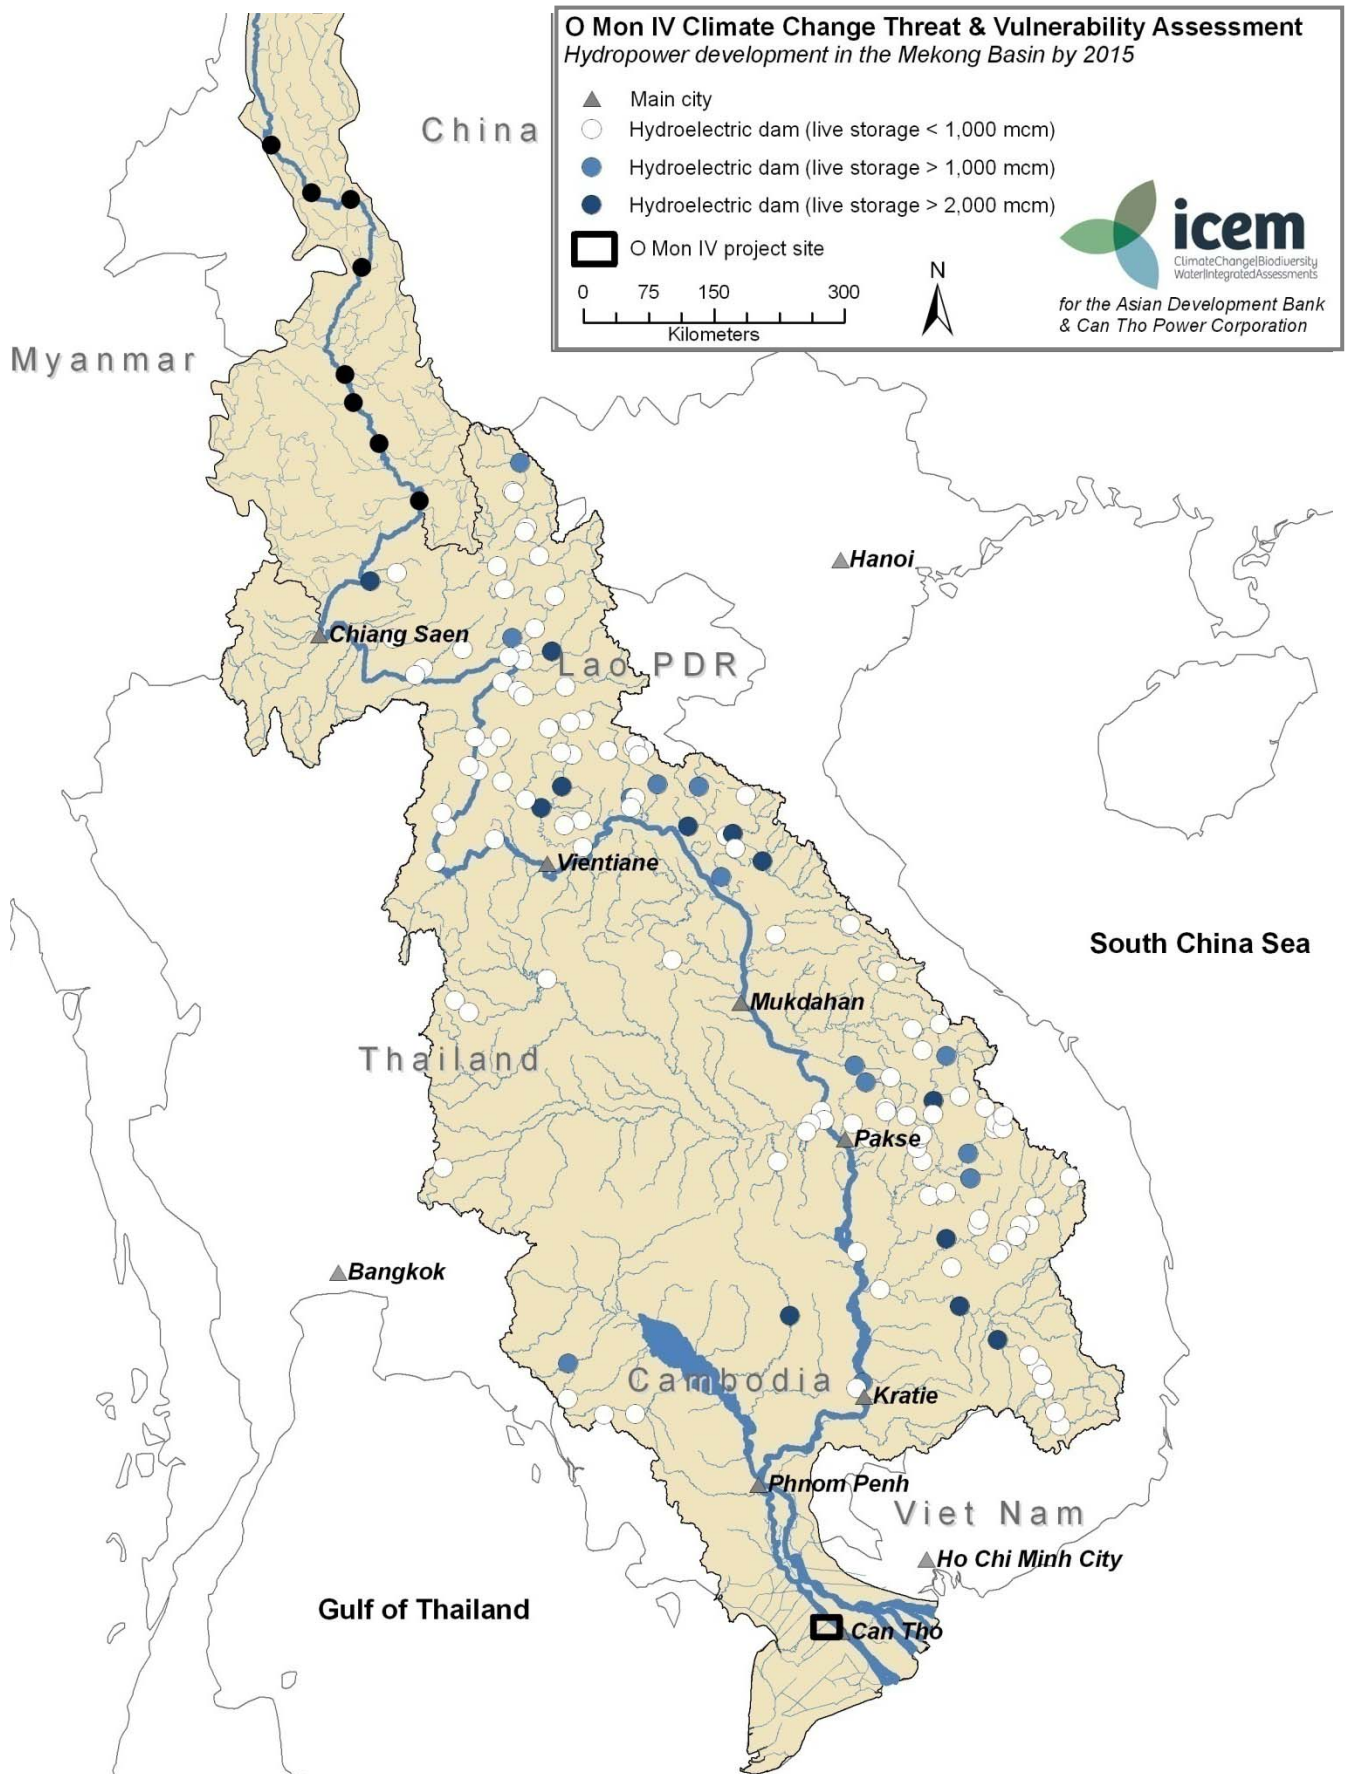 O Mon IV Climate Change Threat & Vulnerability Assessment
Hydropower development in the Mekong Basin by 2015
Main city
Hydroelectric dam (live storage < 1,000 mcm)
Hydroelectric dam (live storage > 1,000 mcm)
Hydroelectric dam (live storage > 2,000 mcm)
O Mon IV project site
0 75 150 300
Kilometers
N
icem
ClimateChange|Biodiversity
Water|IntegratedAssessments
for the Asian Development Bank
& Can Tho Power Corporation
China
Myanmar
Hanoi
Chiang Saen
Lao PDR
Vientiane
South China Sea
Mukdahan
Thailand
Pakse
Bangkok
Cambodia
Kratie
Phnom Penh
Viet Nam
Ho Chi Minh City
Gulf of Thailand
Can Tho